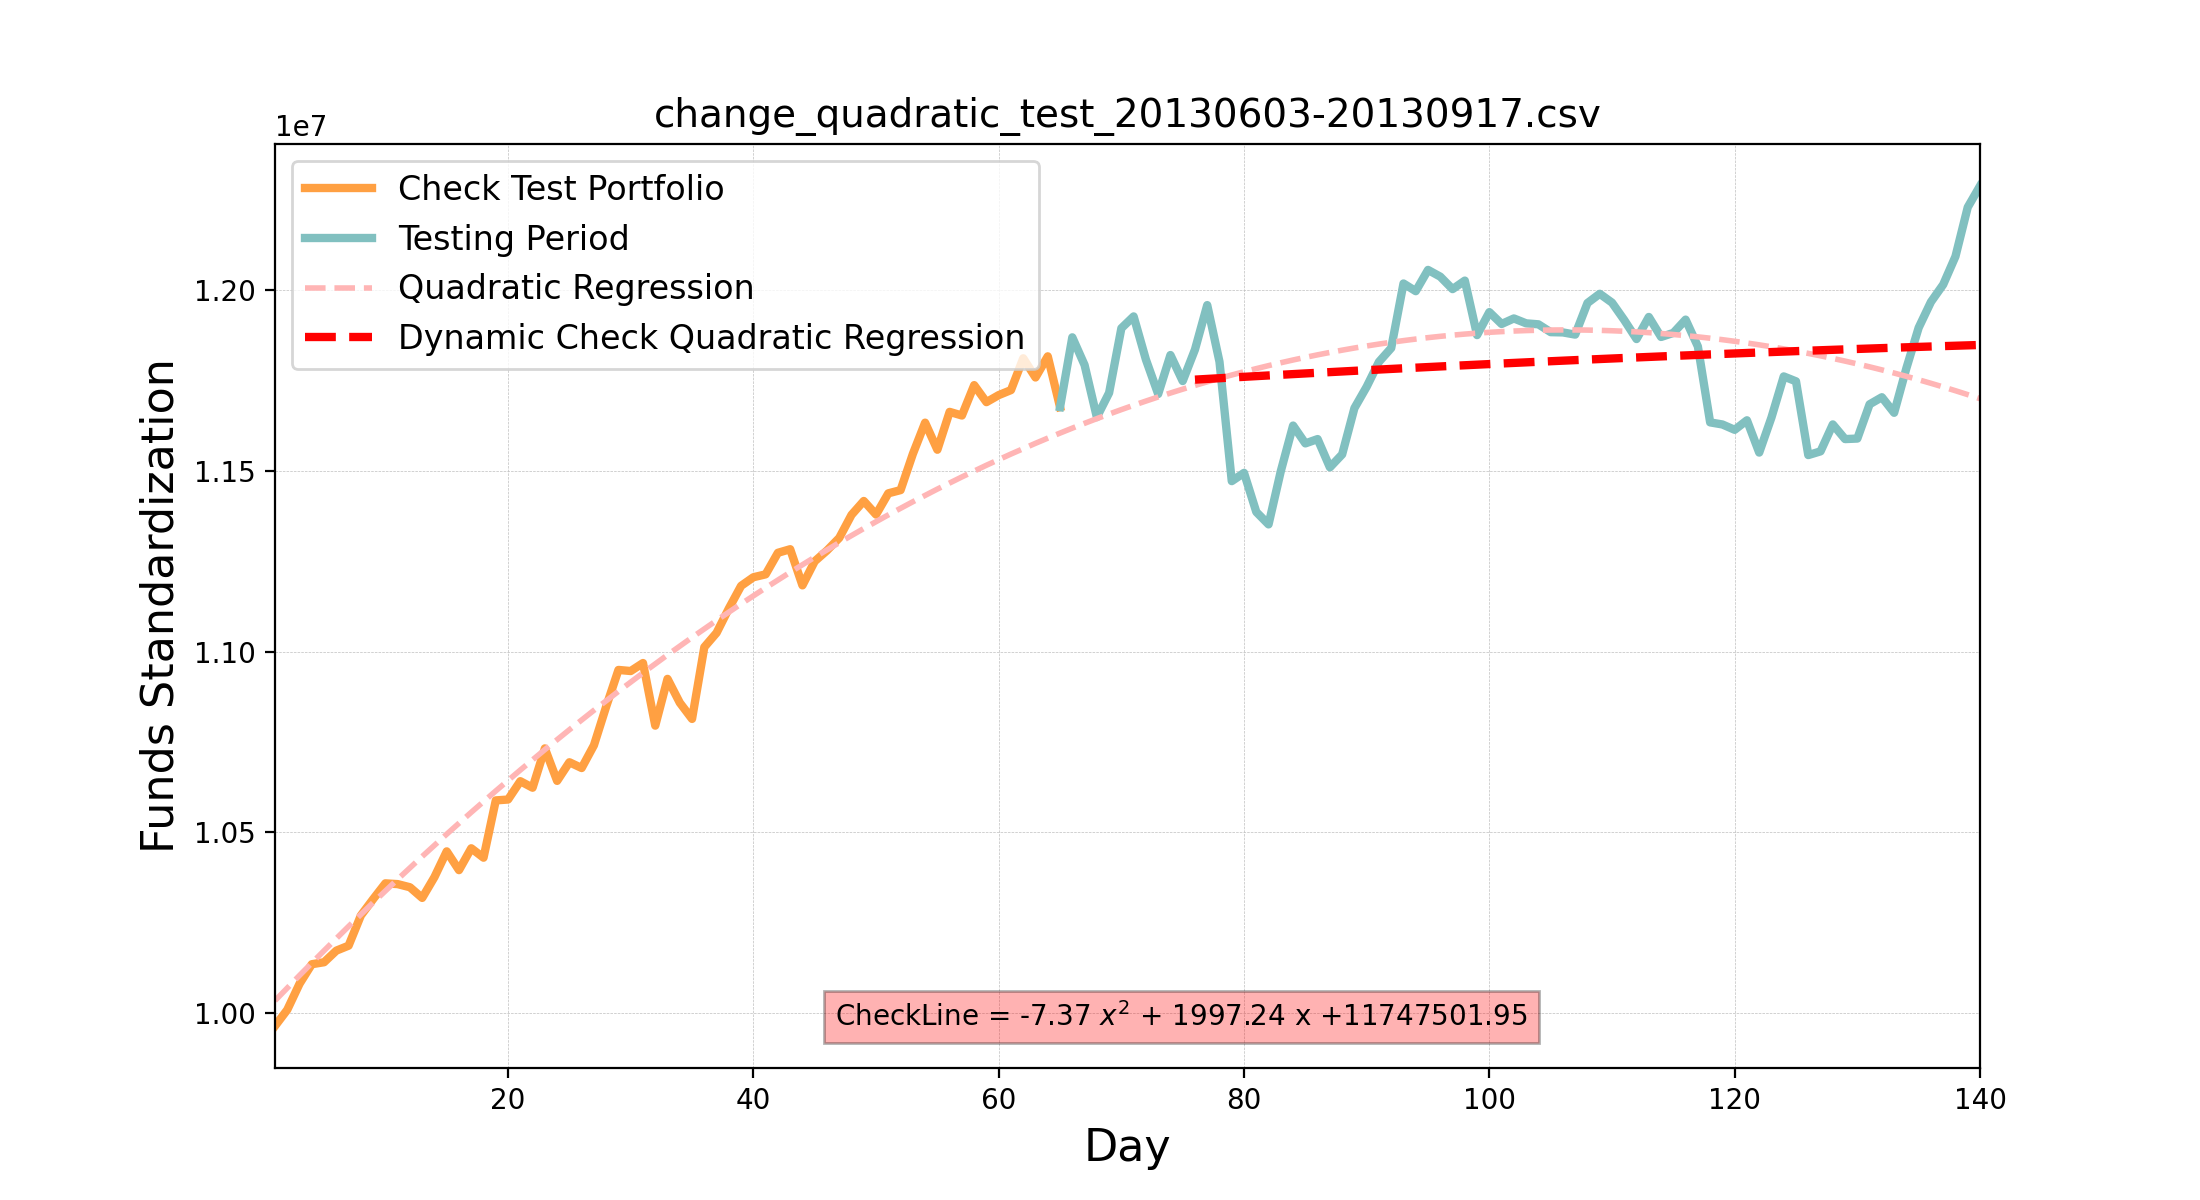 change_quadratic_test_20130603-20130917.csv
1e7
Check Test Portfolio
Testing Period
Quadratic Regression
Dynamic Check Quadratic Regression
1.20
1.15
1.10
1.05
1.00
Funds Standardization
CheckLine = -7.37 x² + 1997.24 x +11747501.95
20 40 60 80 100 120 140
Day